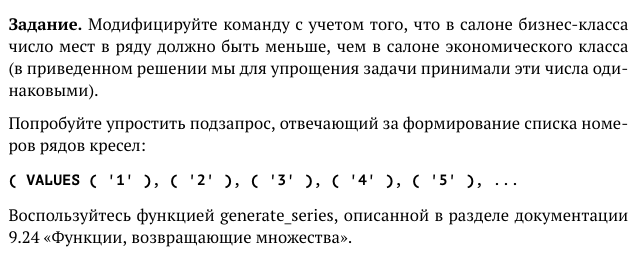 Задание. Модифицируйте команду с учетом того, что в салоне бизнес-класса
число мест в ряду должно быть меньше, чем в салоне экономического класса
(в приведенном решении мы для упрощения задачи принимали эти числа оди-
наковыми).
Попробуйте упростить подзапрос, отвечающий за формирование списка номе-
ров рядов кресел:
( VALUES ( '1' ), ( '2' ), ( '3' ), ( '4' ), ( '5' ), ...
Воспользуйтесь функцией generate_series, описанной в разделе документации
9.24 «Функции, возвращающие множества».